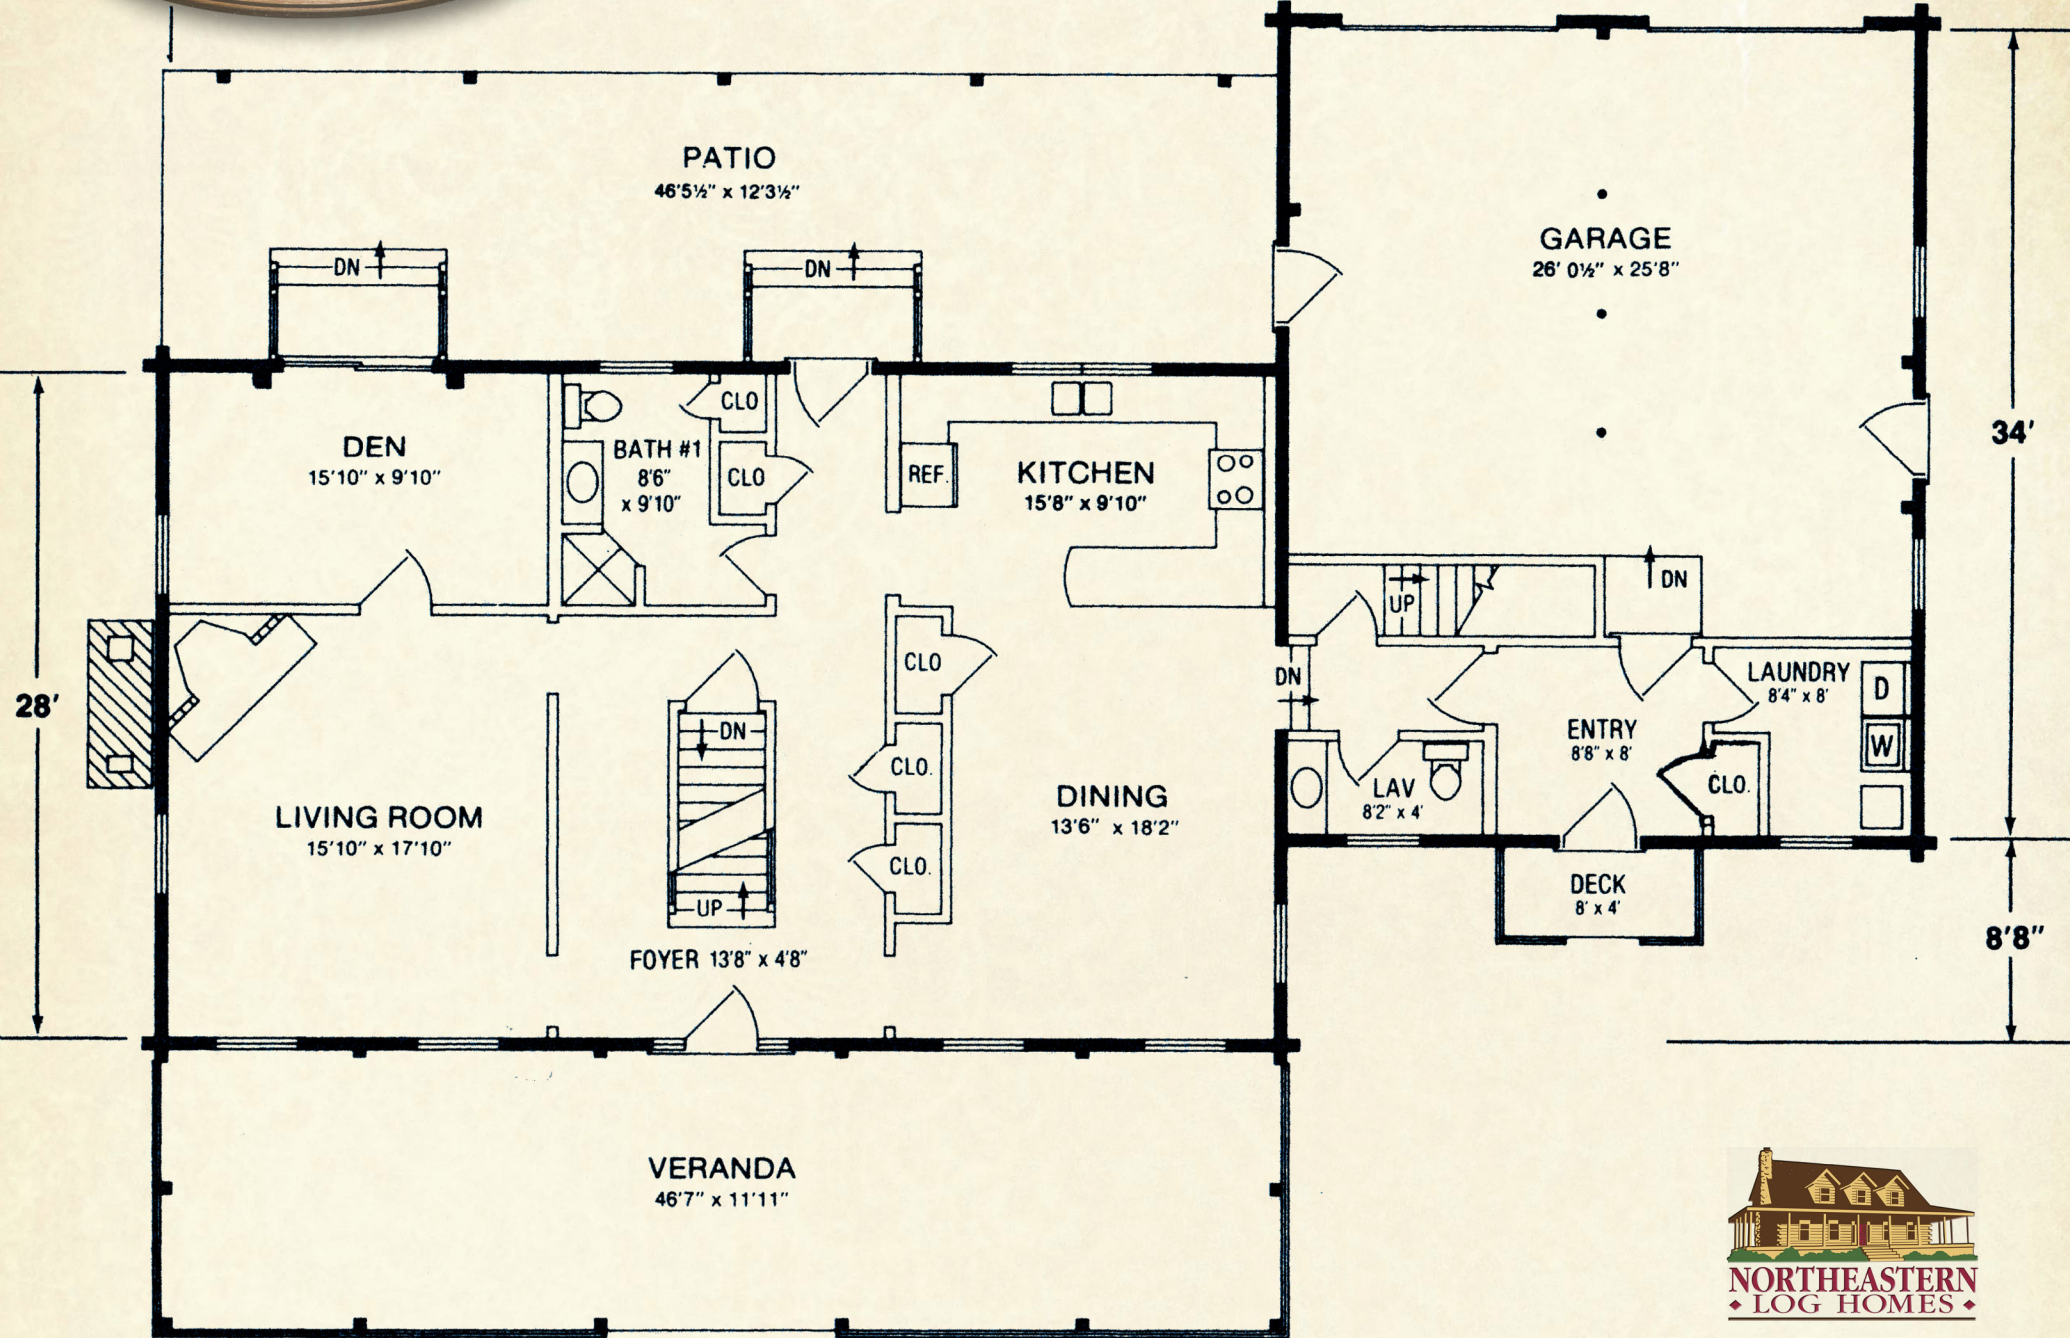 PATIO
46'5½" x 12'3½"
DN
DN
GARAGE
26' 0½" x 25'8"
34'
DEN
15'10" x 9'10"
BATH #1
8'6"
x 9'10"
CLO
CLO
REF.
KITCHEN
15'8" x 9'10"
UP
DN
28'
CLO
DN
DN
LAUNDRY
8'4" x 8'
D
W
ENTRY
8'8" x 8'
CLO.
LAV
8'2" x 4'
LIVING ROOM
15'10" x 17'10"
CLO.
CLO.
DINING
13'6" x 18'2"
UP
FOYER 13'8" x 4'8"
DECK
8' x 4'
8'8"
VERANDA
46'7" x 11'11"
NORTHEASTERN
LOG HOMES